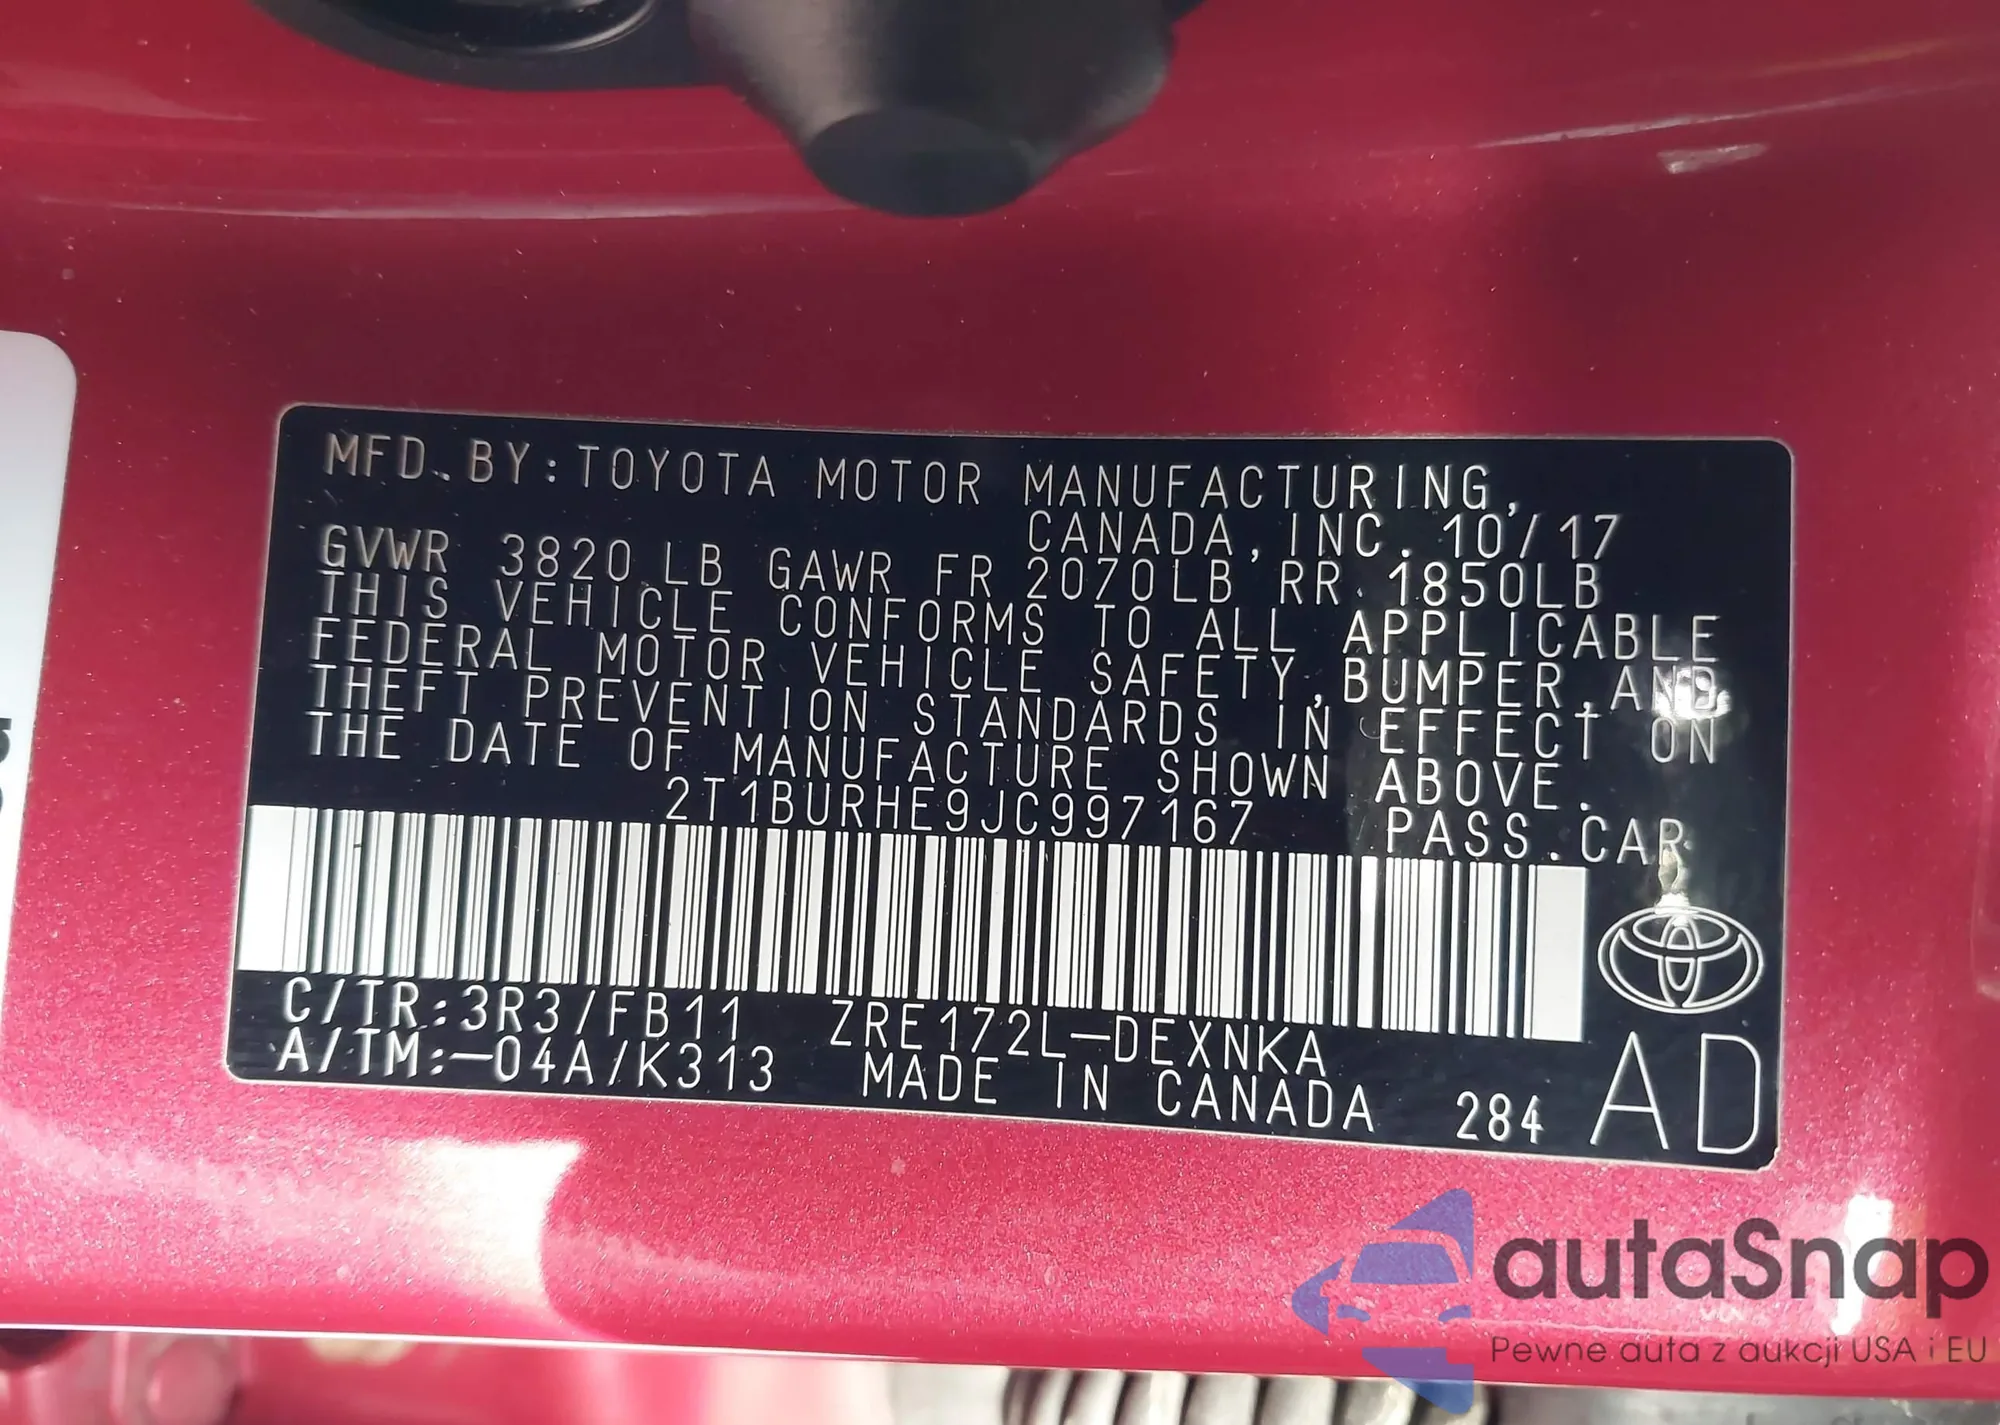 MFD. BY: TOYOTA MOTOR MANUFACTURING,
CANADA, INC. 10/17
GVWR 3820 LB GAWR FR 2070LB RR 1850LB
THIS VEHICLE CONFORMS TO ALL APPLICABLE
FEDERAL MOTOR VEHICLE SAFETY, BUMPER, AND
THEFT PREVENTION STANDARDS IN EFFECT ON
THE DATE OF MANUFACTURE SHOWN ABOVE.
2T1BURHE9JC997167 PASS. CAR
C/TR: 3R3/FB11 ZRE172L-DEXNKA
A/TM: -04A/K313 MADE IN CANADA 284 AD
autaSnap
Pewne auta z aukcji USA i EU